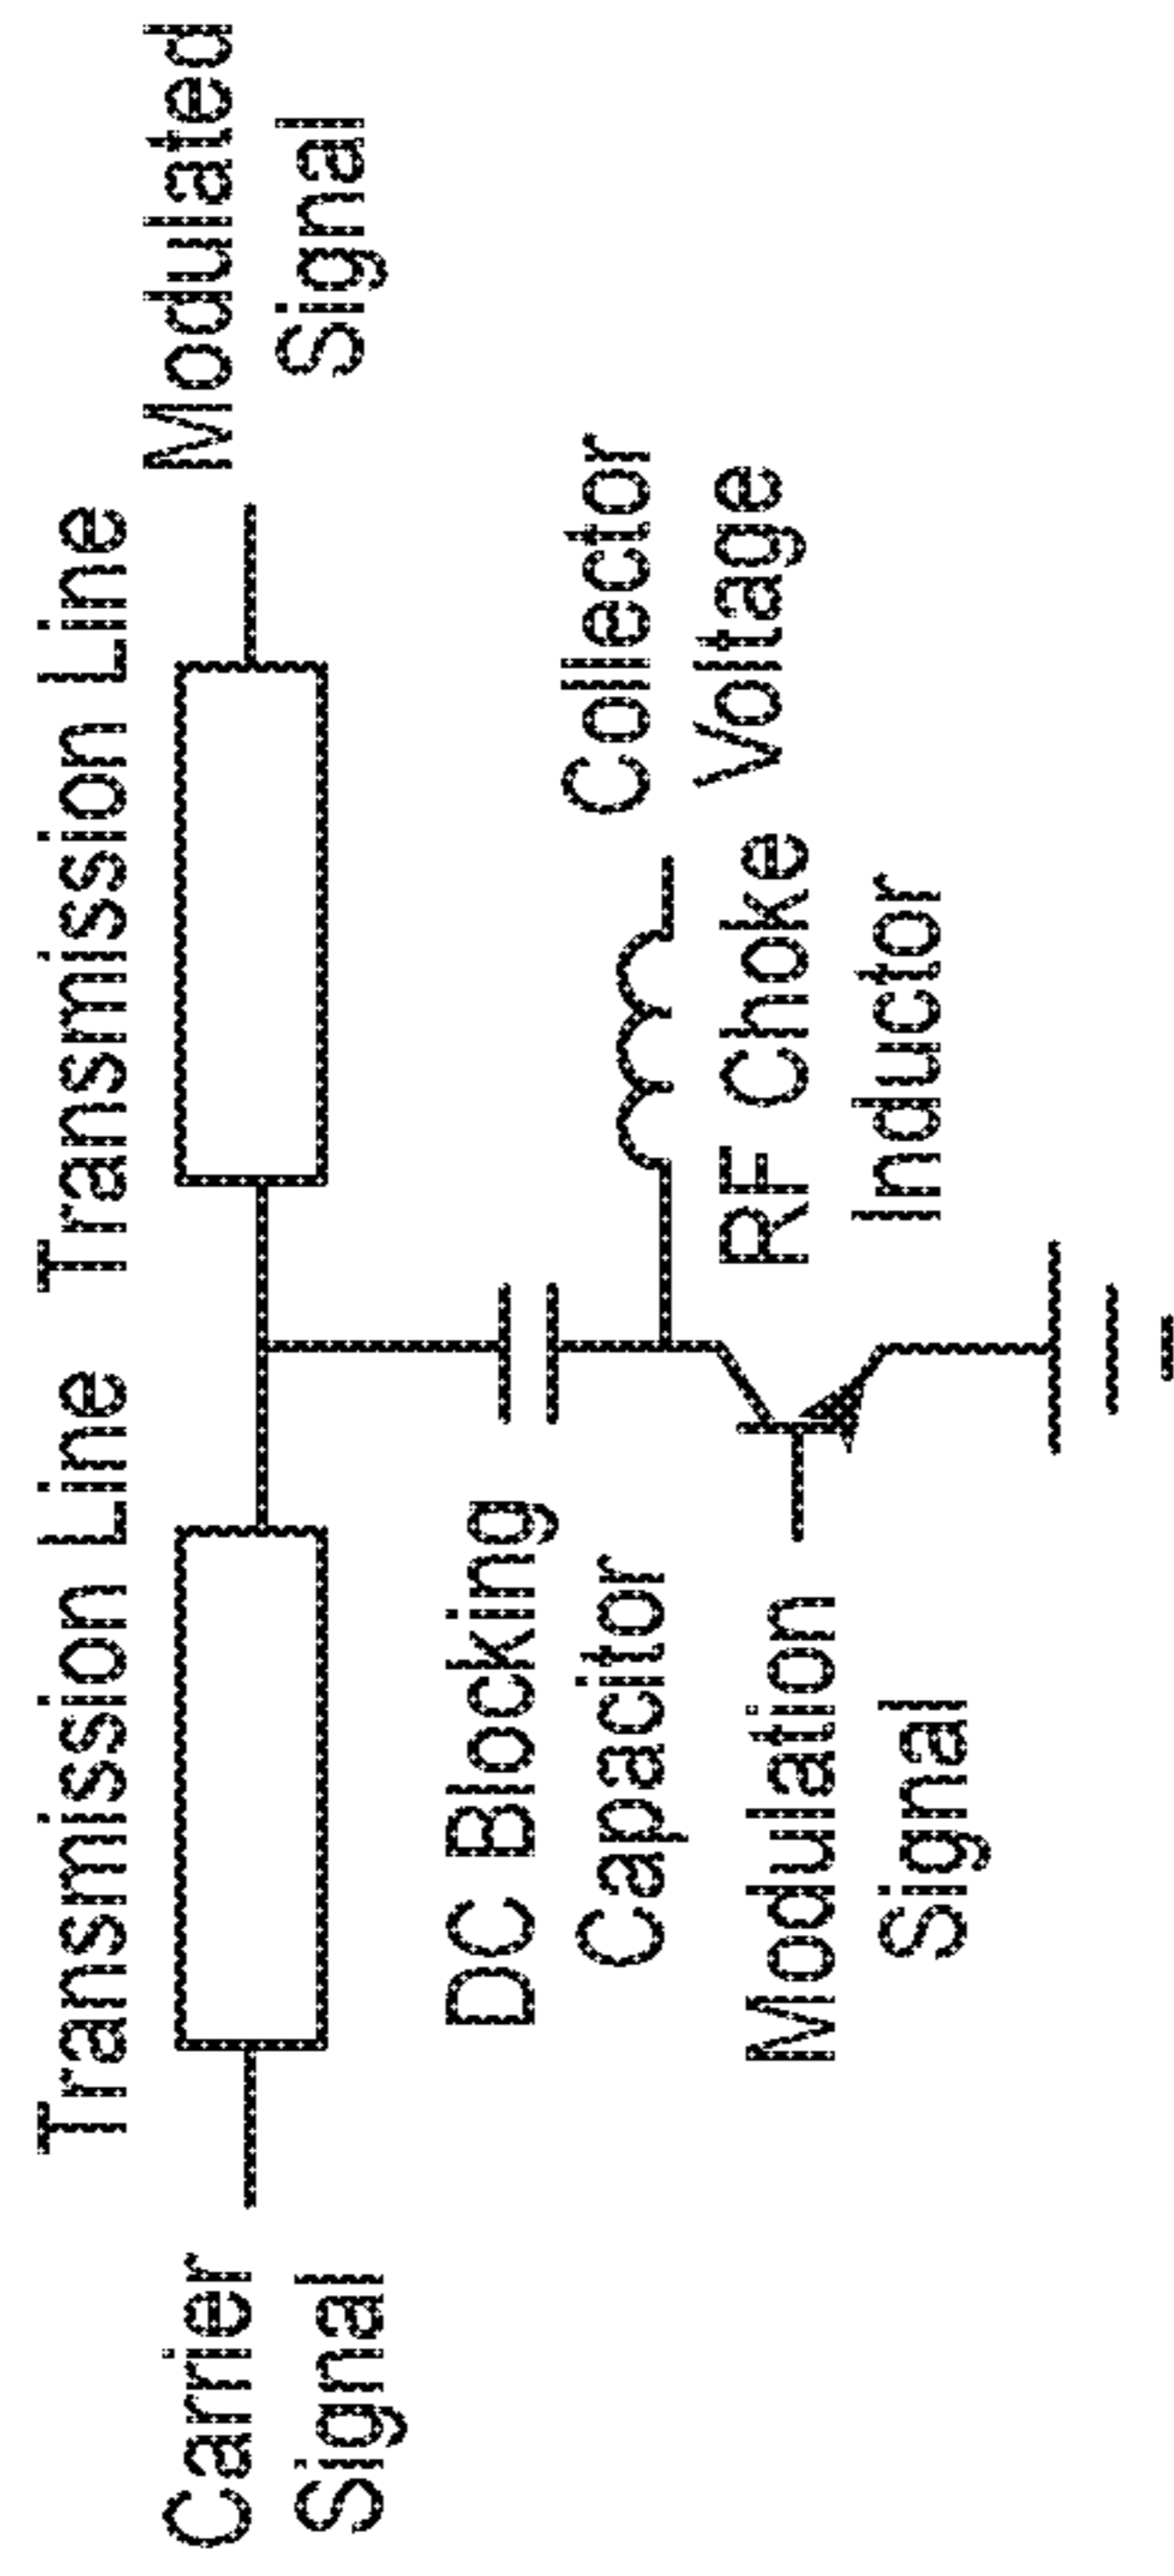 Transmission Line
Transmission Line
Carrier
Signal
Modulated
Signal
DC Blocking
Capacitor
Collector
Voltage
RF Choke
Inductor
Modulation
Signal